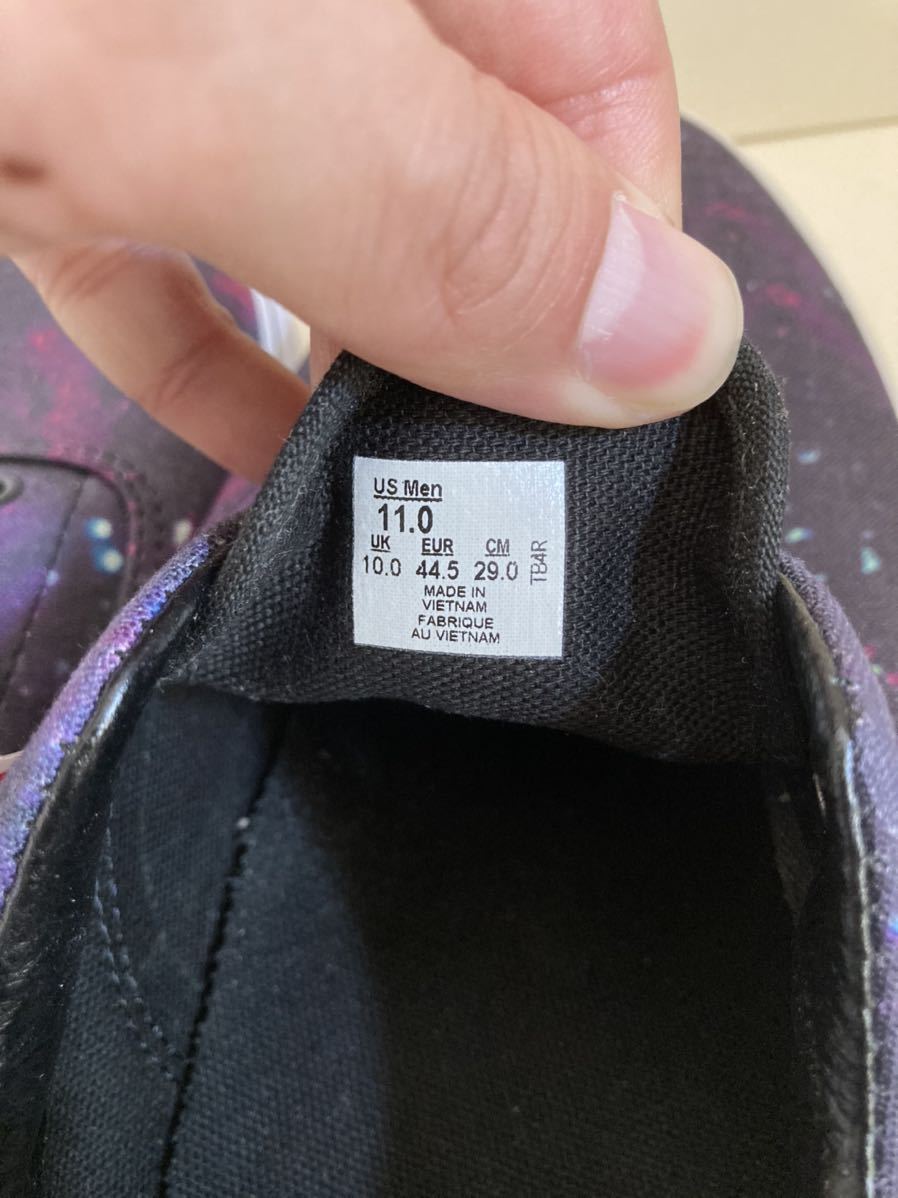 US Men
11.0
UK EUR CM
10.0 44.5 29.0
MADE IN
VIETNAM
FABRIQUE
AU VIETNAM
TB4R